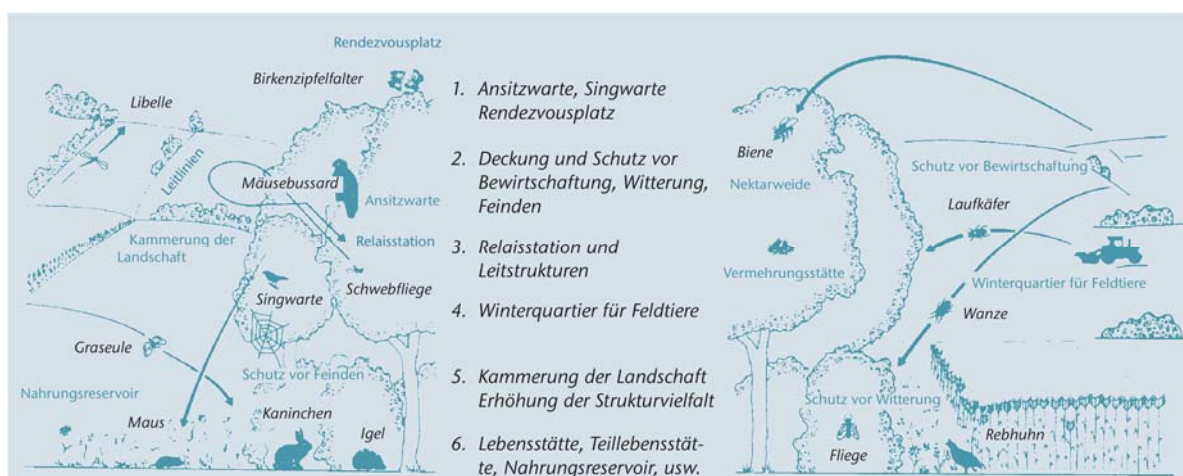 Rendezvousplatz
Birkenzipfelfalter
Libelle
Leitlinien
Mäusebussard
Ansitzwarte
Kammerung der
Landschaft
Relaisstation
Singwarte
Schwebfliege
Graseule
Schutz vor Feinden
Nahrungsreservoir
Maus
Kaninchen
Igel
1. Ansitzwarte, Singwarte
Rendezvousplatz
2. Deckung und Schutz vor
Bewirtschaftung, Witterung,
Feinden
3. Relaisstation und
Leitstrukturen
4. Winterquartier für Feldtiere
5. Kammerung der Landschaft
Erhöhung der Strukturvielfalt
6. Lebensstätte, Teillebensstät-
te, Nahrungsreservoir, usw.
Biene
Schutz vor Bewirtschaftung
Nektarweide
Laufkäfer
Vermehrungsstätte
Winterquartier für Feldtiere
Wanze
Schutz vor Witterung
Fliege
Rebhuhn